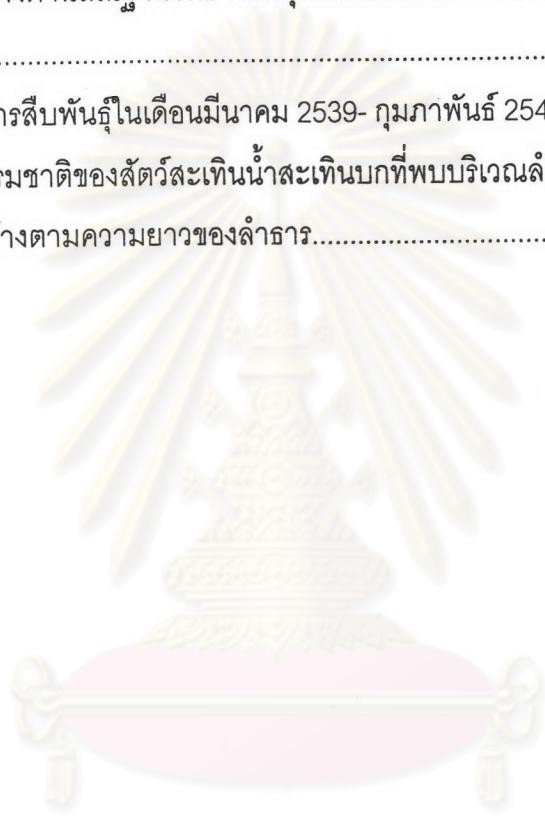 ...............................................................
การสืบพันธุ์ในเดือนมีนาคม 2539- กุมภาพันธ์ 254
รมชาติของสัตว์สะเทินน้ำสะเทินบกที่พบบริเวณลำ
้างตามความยาวของลำธาร..............................